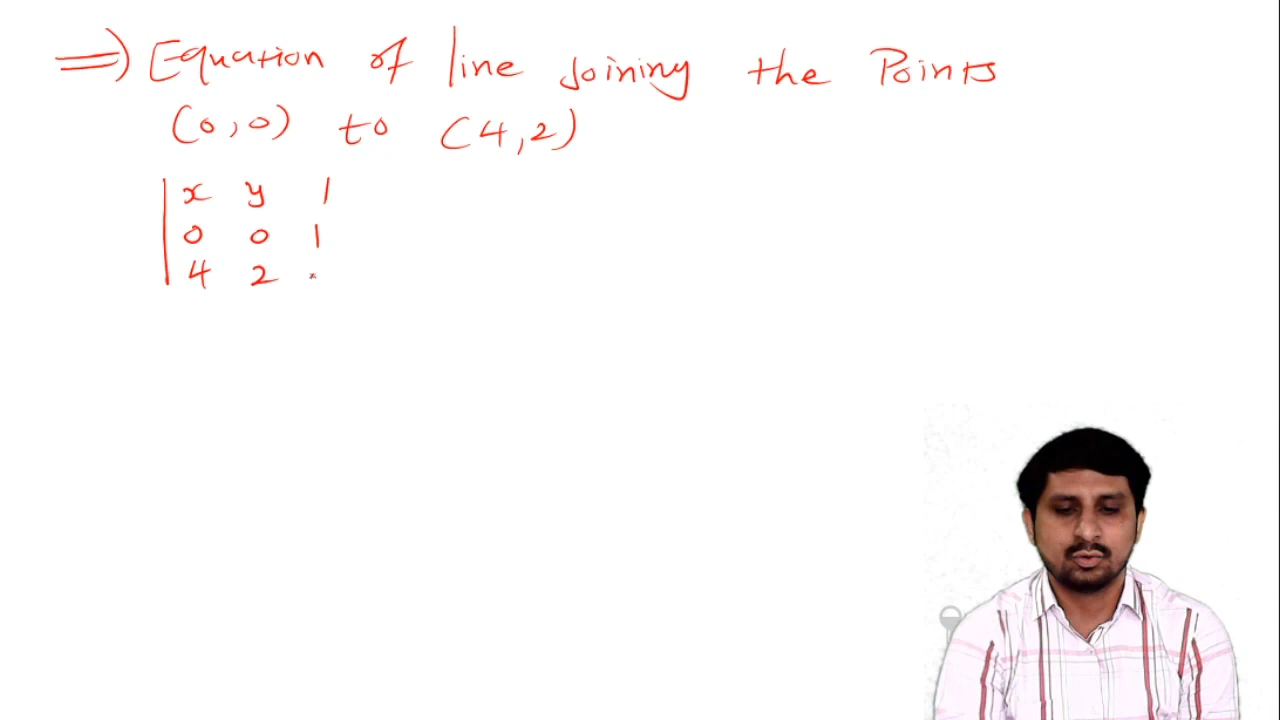 ⇒) Equation of line Joining the Points
(0,0) to (4,2)
| x y 1
| 0 0 1
| 4 2